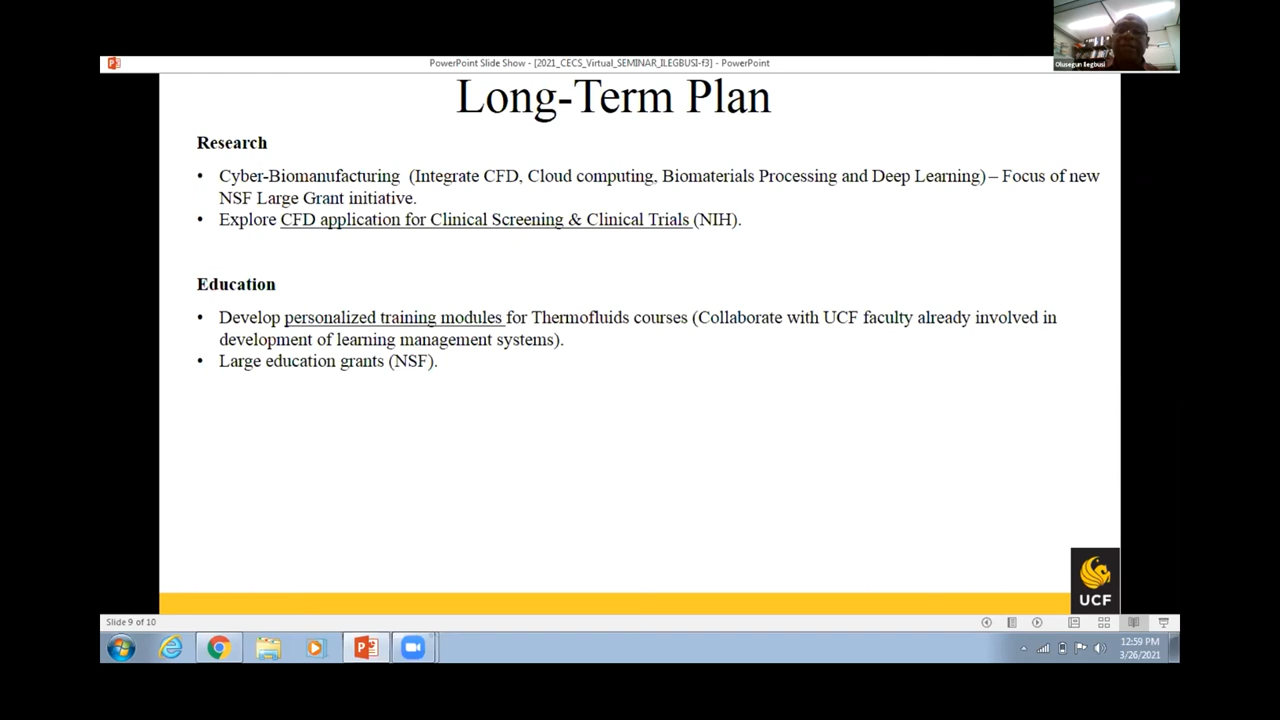 PowerPoint Slide Show - [2021_CECS_Virtual_SEMINAR_ILEGBUSI-f3] - PowerPoint
Olusegun Ilegbusi
Long-Term Plan
Research
• Cyber-Biomanufacturing (Integrate CFD, Cloud computing, Biomaterials Processing and Deep Learning) – Focus of new
NSF Large Grant initiative.
• Explore CFD application for Clinical Screening & Clinical Trials (NIH).
Education
• Develop personalized training modules for Thermofluids courses (Collaborate with UCF faculty already involved in
development of learning management systems).
• Large education grants (NSF).
UCF
Slide 9 of 10
12:59 PM
3/26/2021